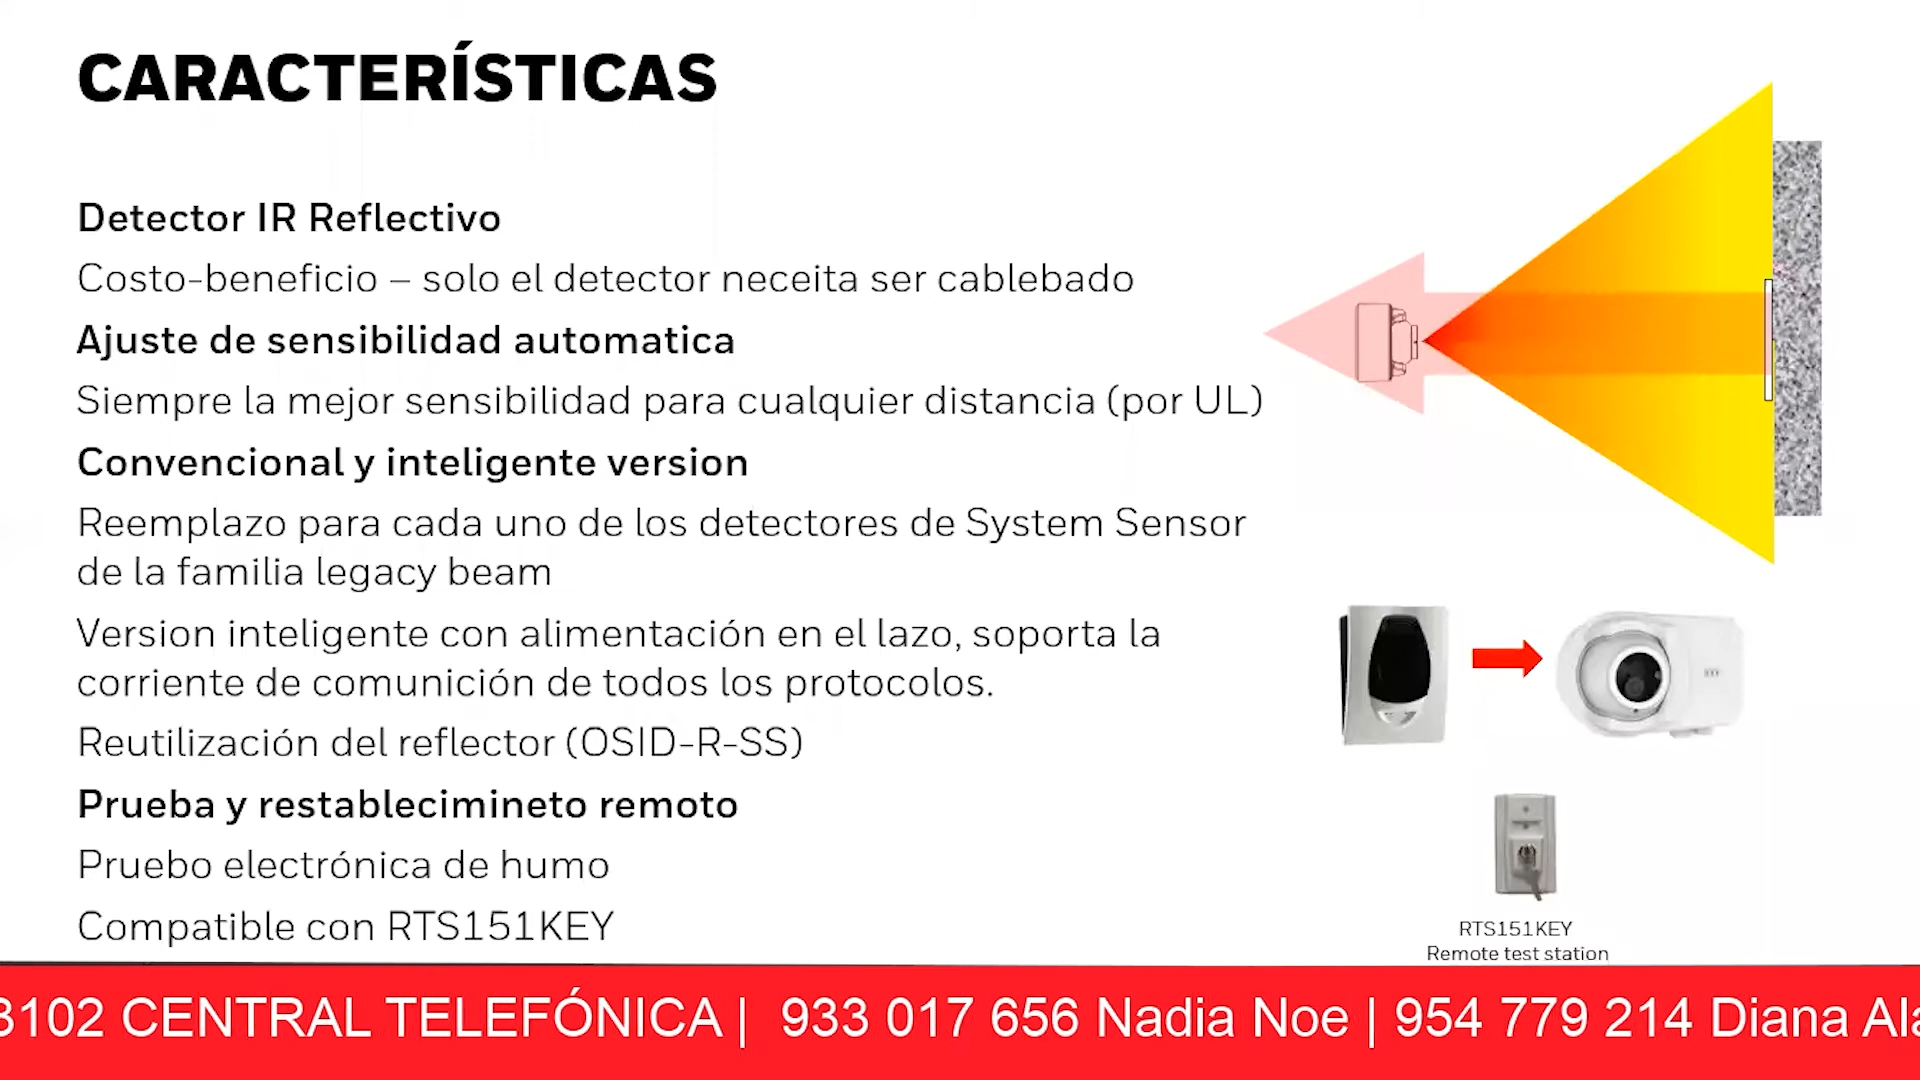 CARACTERÍSTICAS
Detector IR Reflectivo
Costo-beneficio – solo el detector neceita ser cablebado
Ajuste de sensibilidad automatica
Siempre la mejor sensibilidad para cualquier distancia (por UL)
Convencional y inteligente version
Reemplazo para cada uno de los detectores de System Sensor
de la familia legacy beam
Version inteligente con alimentación en el lazo, soporta la
corriente de comunición de todos los protocolos.
Reutilización del reflector (OSID-R-SS)
Prueba y restablecimineto remoto
Pruebo electrónica de humo
Compatible con RTS151KEY
RTS151KEY
Remote test station
3102 CENTRAL TELEFÓNICA | 933 017 656 Nadia Noe | 954 779 214 Diana